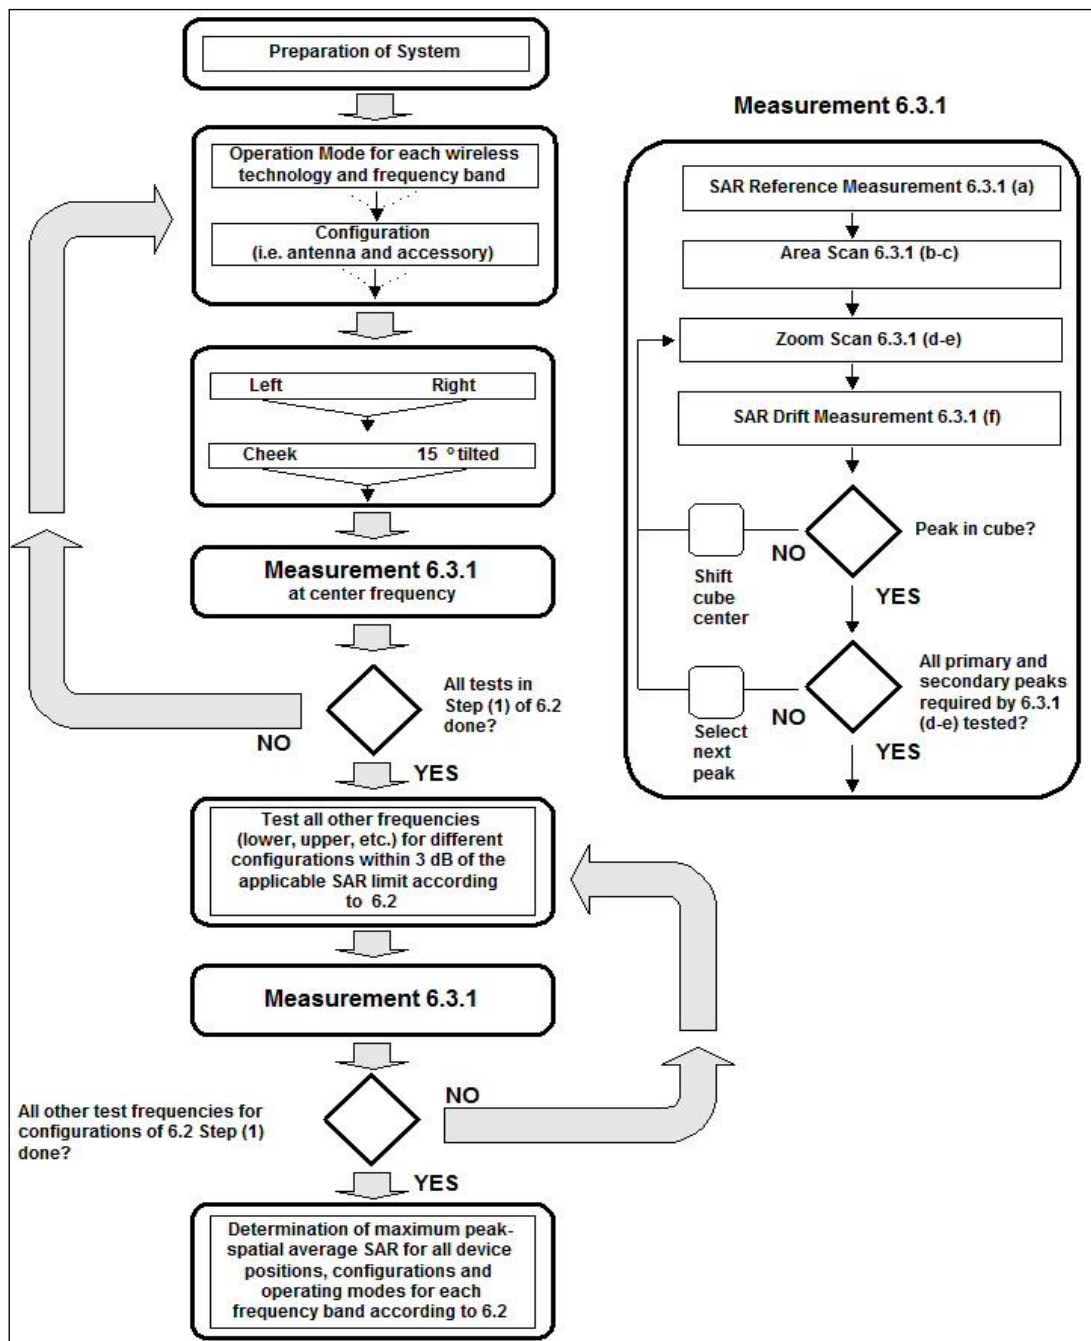 Preparation of System
Operation Mode for each wireless
technology and frequency band
Configuration
(i.e. antenna and accessory)
Left Right
Cheek 15 º tilted
Measurement 6.3.1
at center frequency
All tests in
Step (1) of 6.2
done?
NO
YES
Test all other frequencies
(lower, upper, etc.) for different
configurations within 3 dB of the
applicable SAR limit according
to 6.2
Measurement 6.3.1
All other test frequencies for
configurations of 6.2 Step (1)
done?
NO
YES
Determination of maximum peak-
spatial average SAR for all device
positions, configurations and
operating modes for each
frequency band according to 6.2
Measurement 6.3.1
SAR Reference Measurement 6.3.1 (a)
Area Scan 6.3.1 (b-c)
Zoom Scan 6.3.1 (d-e)
SAR Drift Measurement 6.3.1 (f)
Peak in cube?
NO
Shift
cube
center
YES
All primary and
secondary peaks
required by 6.3.1
(d-e) tested?
NO
Select
next
peak
YES